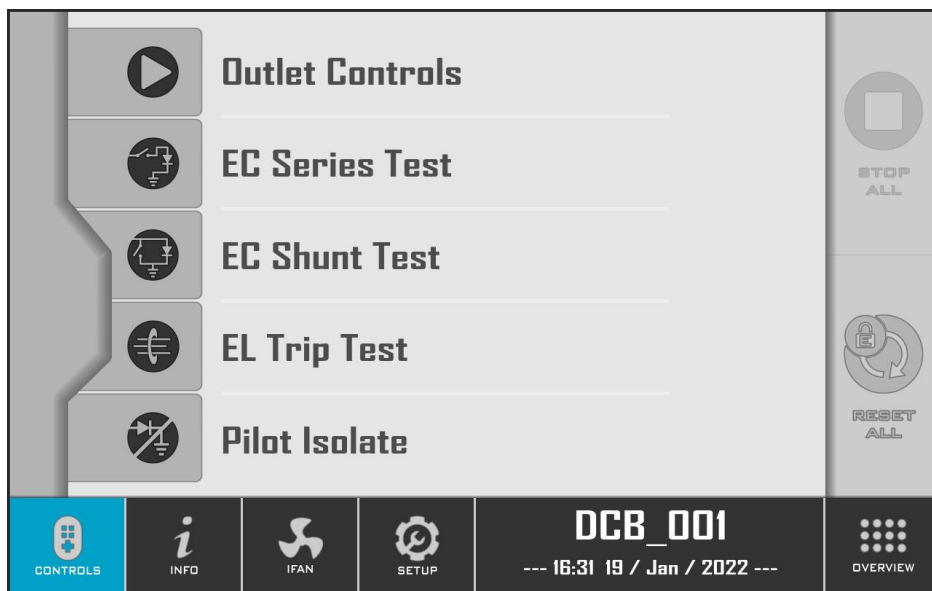 Outlet Controls
EC Series Test
EC Shunt Test
EL Trip Test
Pilot Isolate
STOP
ALL
E
RESET
ALL
CONTROLS
i
INFO
IFAN
SETUP
DCB_001
--- 16:31 19 / Jan / 2022 ---
OVERVIEW